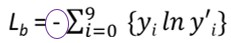 L_b = - ∑_{i=0}^{9} {y_i ln y'_i}